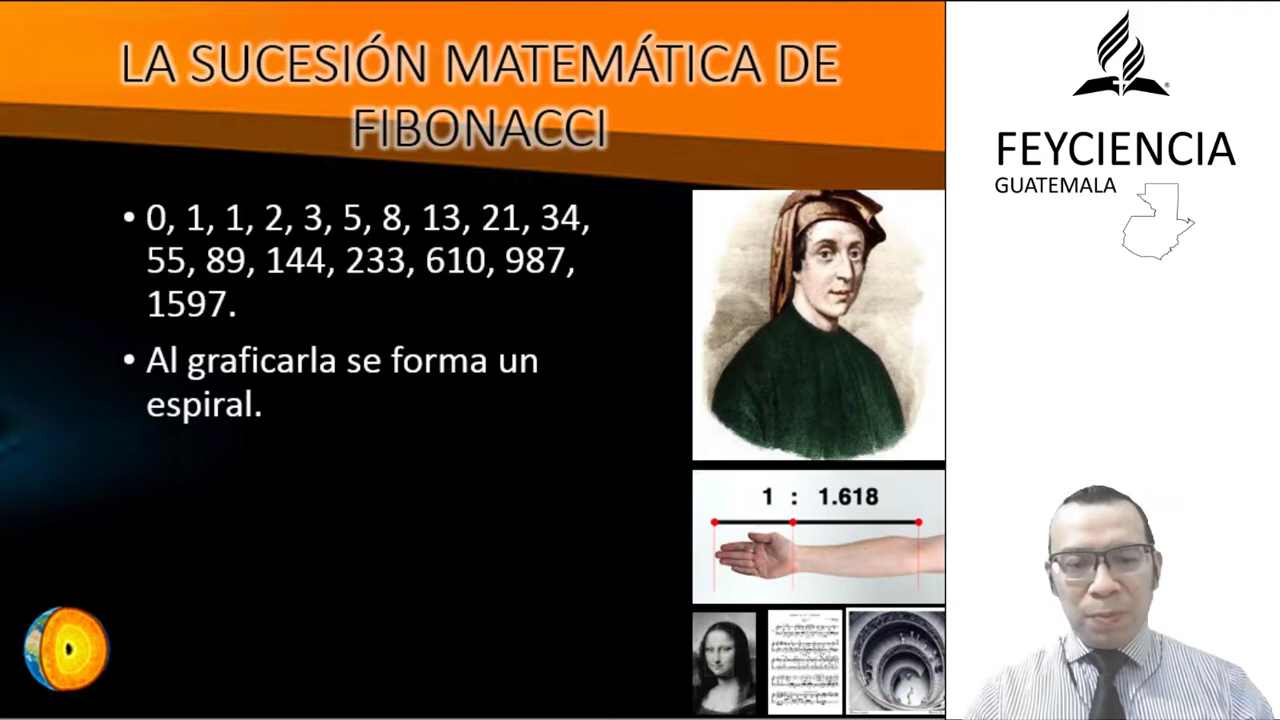 LA SUCESIÓN MATEMÁTICA DE
FIBONACCI
• 0, 1, 1, 2, 3, 5, 8, 13, 21, 34,
55, 89, 144, 233, 610, 987,
1597.
• Al graficarla se forma un
espiral.
1 : 1.618
FEYCIENCIA
GUATEMALA